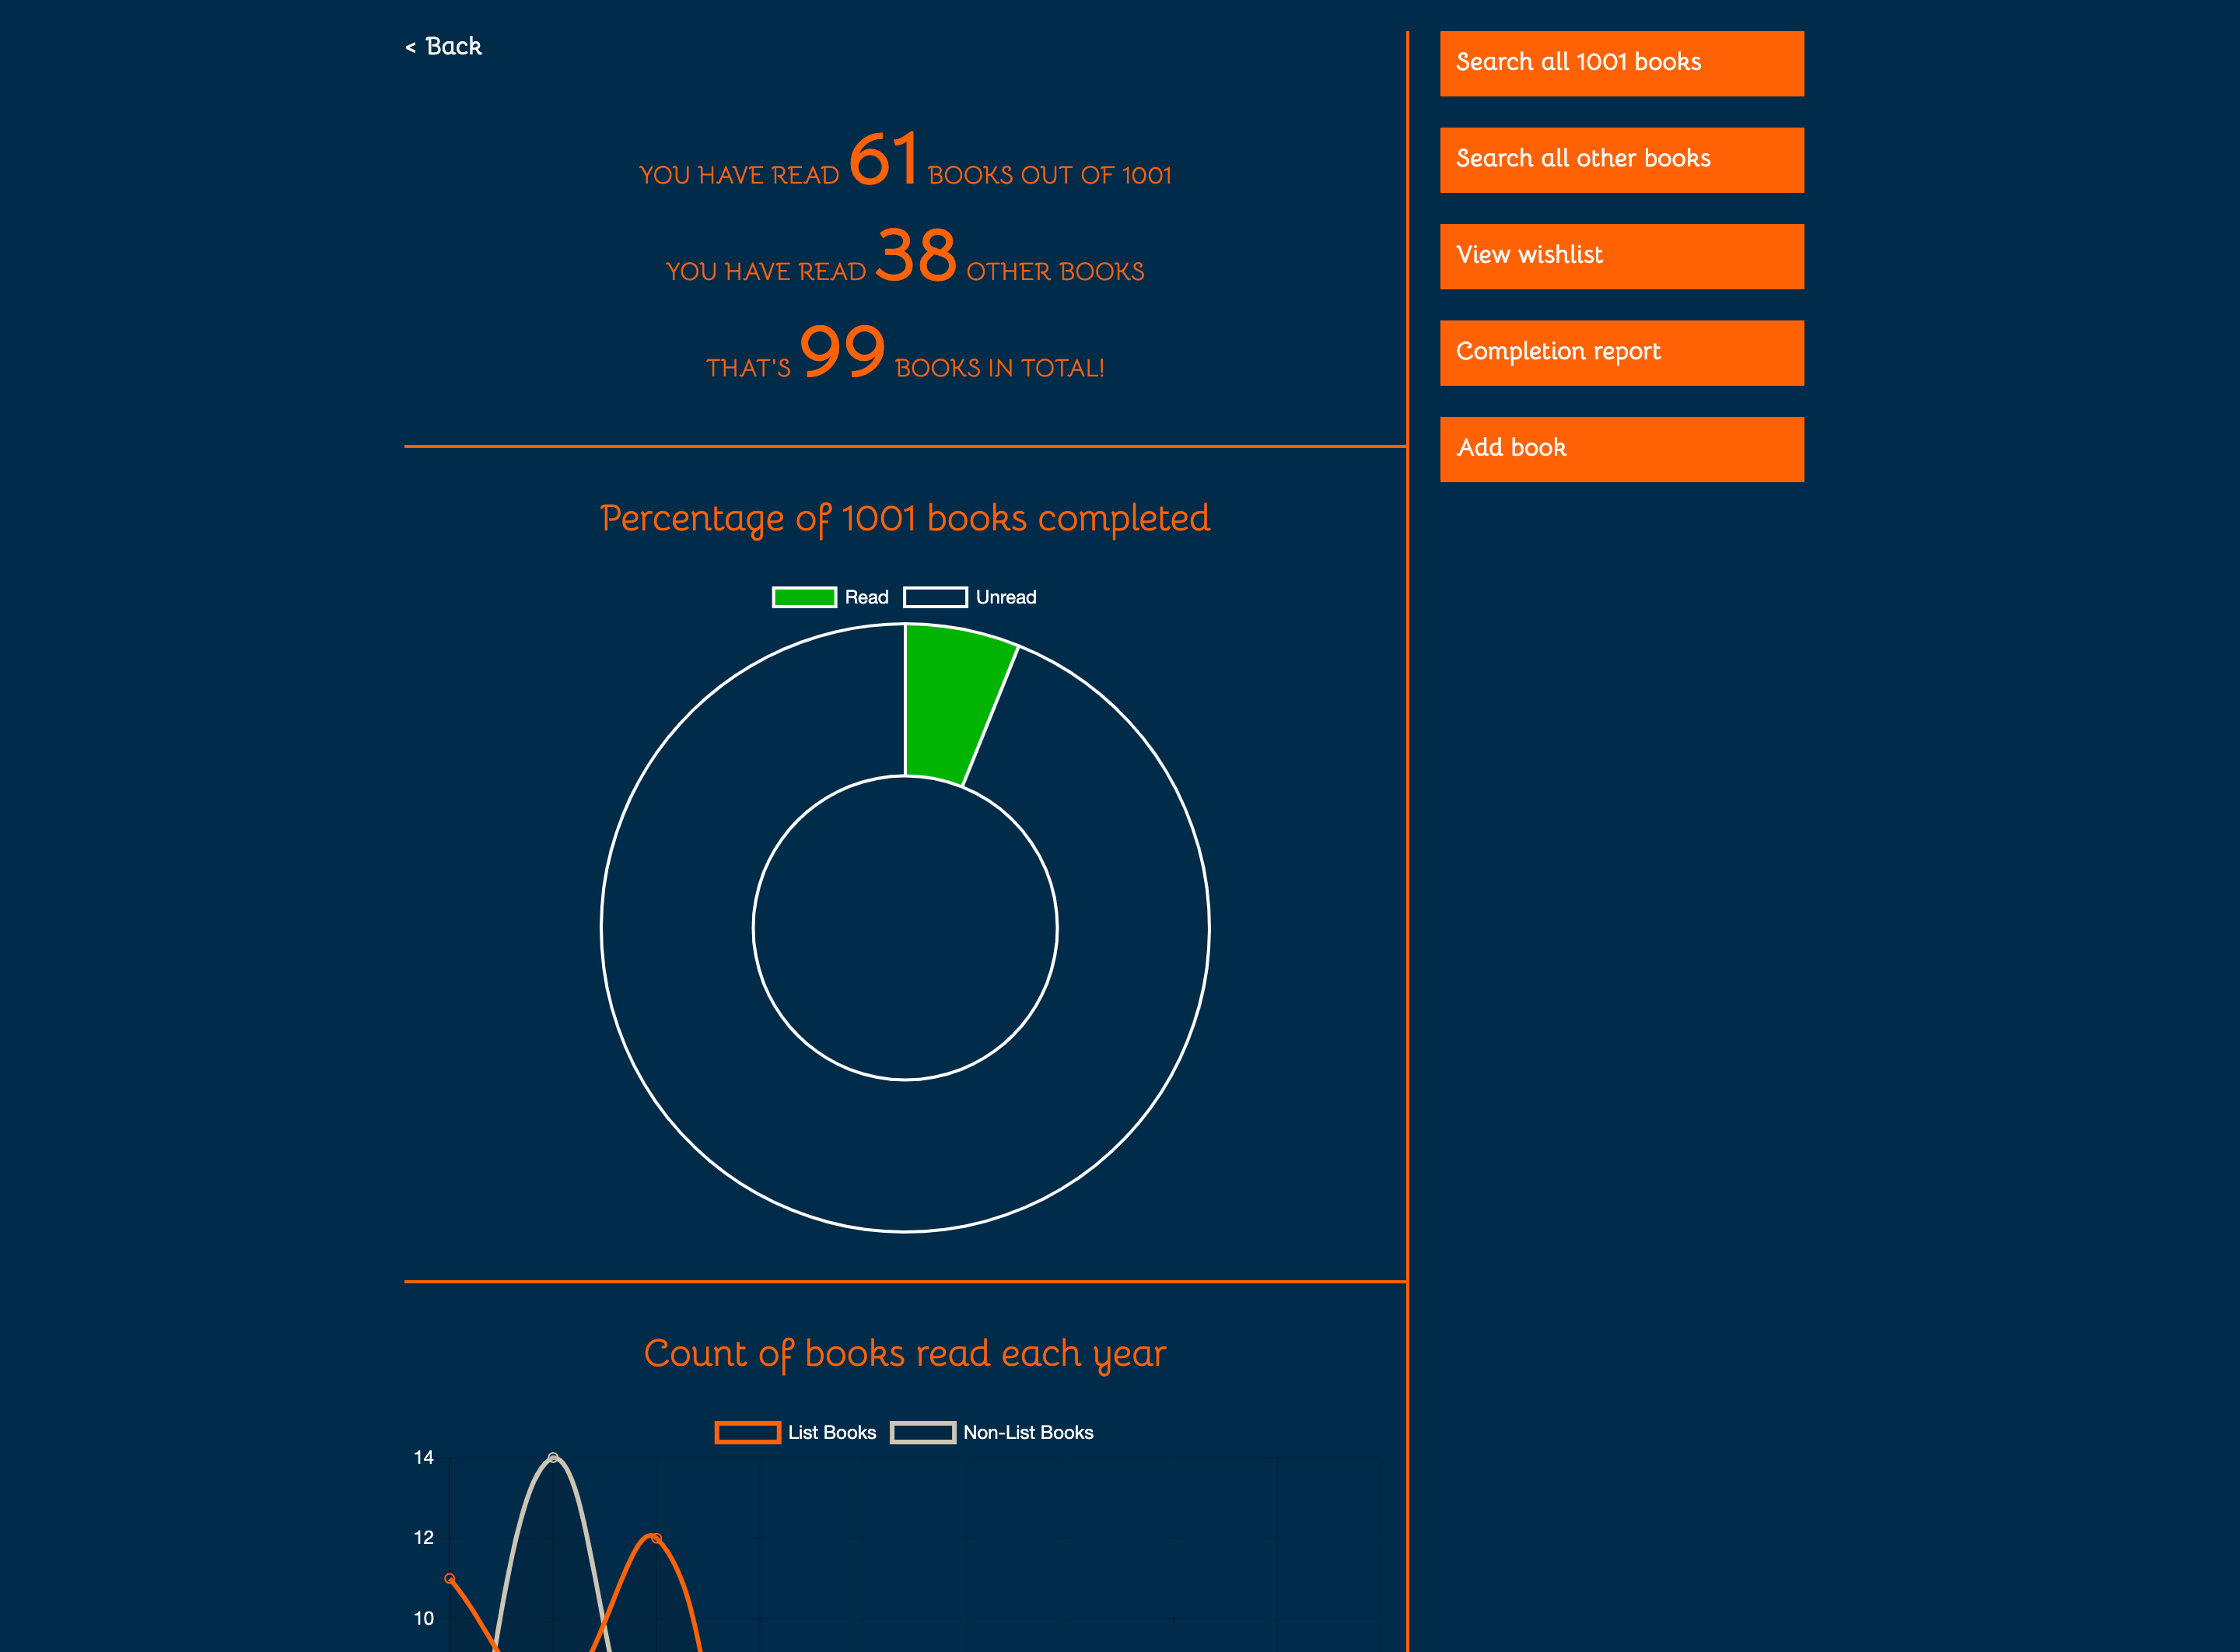 < Back
YOU HAVE READ 61 BOOKS OUT OF 1001
YOU HAVE READ 38 OTHER BOOKS
THAT'S 99 BOOKS IN TOTAL!
Percentage of 1001 books completed
Read Unread
Count of books read each year
List Books Non-List Books
14
12
10
Search all 1001 books
Search all other books
View wishlist
Completion report
Add book